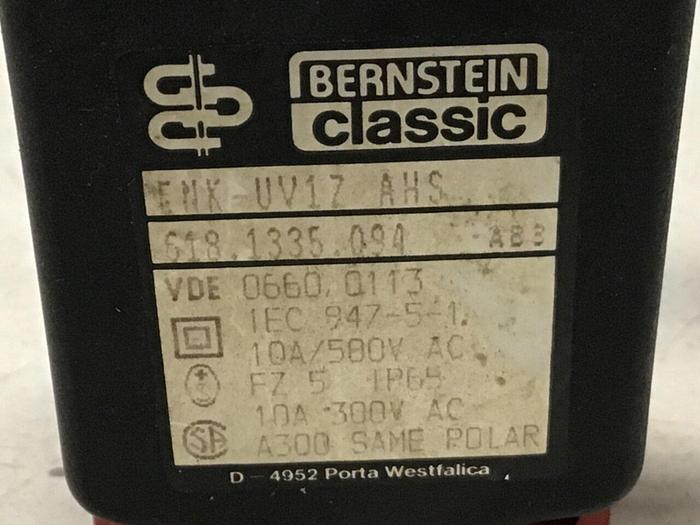 BERNSTEIN
classic
ENK-UV1Z AHS
618.1335.094 -AB3
VDE 0660, 0113
IEC 947-5-1.
10A/500V AC
FZ 5 IP65
10A 300V AC
A300 SAME POLAR
D - 4952 Porta Westfalica